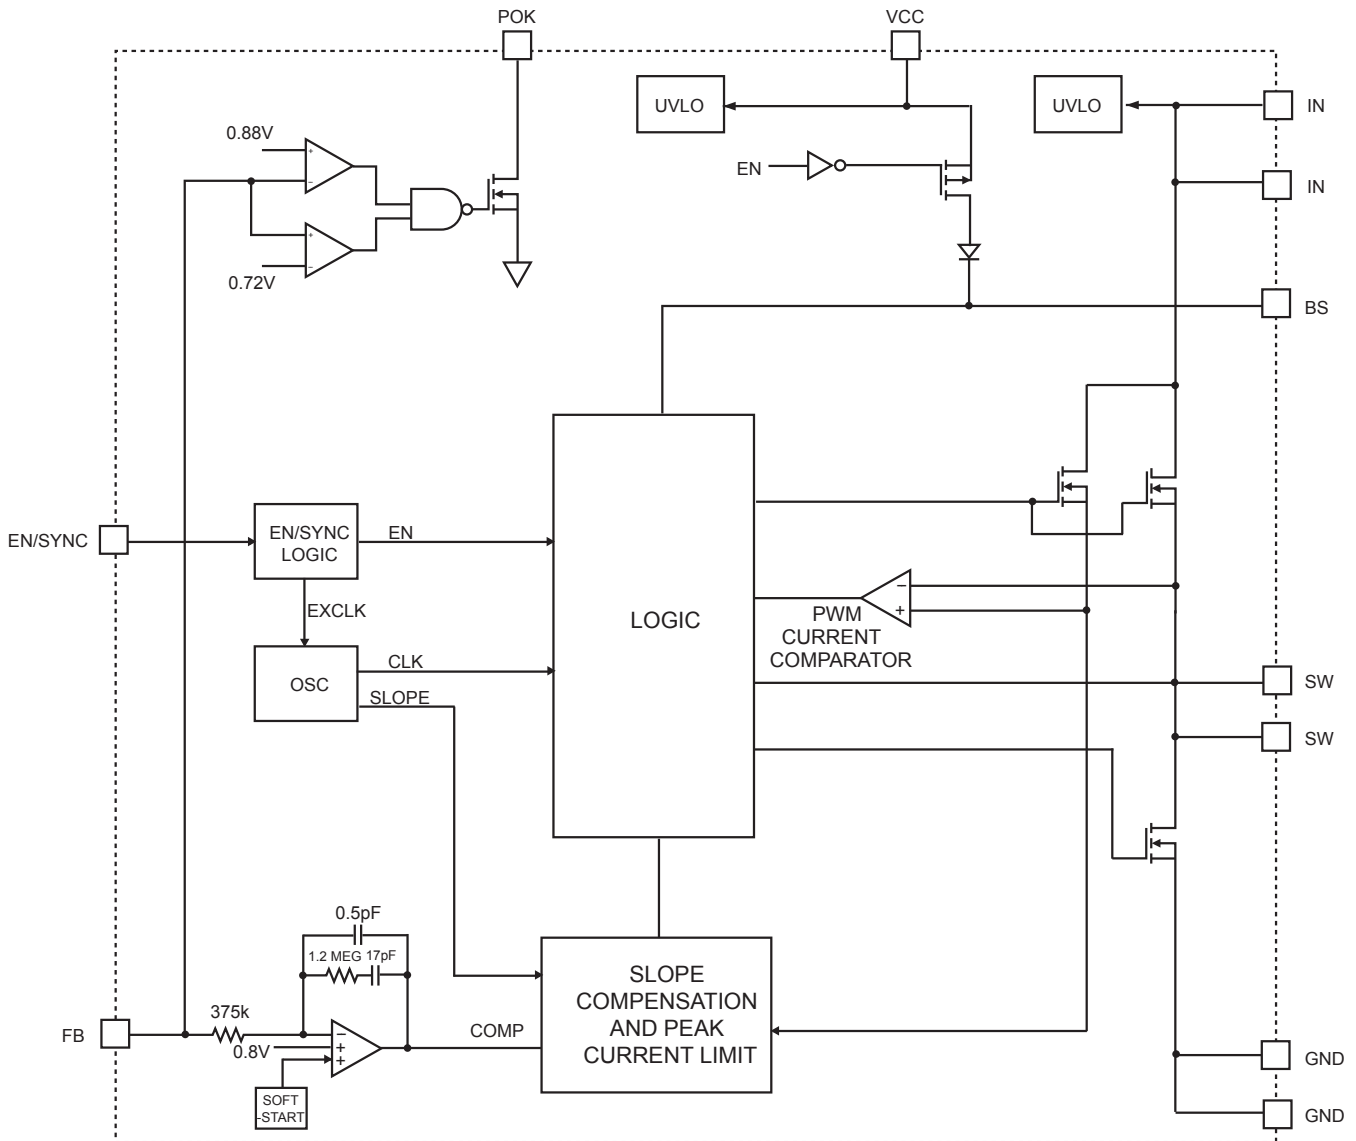 POK
VCC
UVLO
UVLO
IN
0.88V
+
−
EN
IN
+
−
0.72V
BS
EN/SYNC
EN/SYNC
LOGIC
EN
EXCLK
LOGIC
−
+
PWM
CURRENT
COMPARATOR
OSC
CLK
SLOPE
SW
SW
0.5pF
1.2 MEG
17pF
SLOPE
COMPENSATION
AND PEAK
CURRENT LIMIT
375k
FB
0.8V
−
+
+
COMP
SOFT
-START
GND
GND